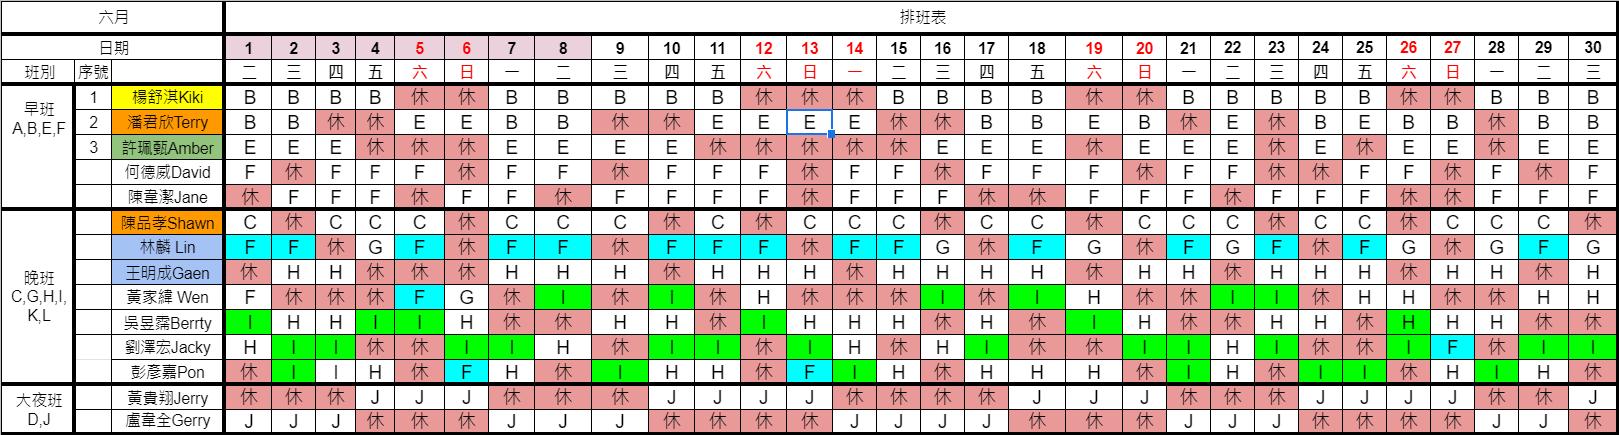 六月 排班表
日期 1 2 3 4 5 6 7 8 9 10 11 12 13 14 15 16 17 18 19 20 21 22 23 24 25 26 27 28 29 30
班別 序號 二 三 四 五 六 日 一 二 三 四 五 六 日 一 二 三 四 五 六 日 一 二 三 四 五 六 日 一 二 三
早班
A,B,E,F
1 楊舒淇Kiki B B B B 休 休 B B B B B 休 休 休 B B B B 休 休 B B B B B 休 休 B B B
2 潘君欣Terry B B 休 休 E E B B 休 休 E E E E 休 休 B B E B 休 E 休 B E B B 休 B B
3 許珮甄Amber E E E 休 休 休 E E E E 休 休 休 休 休 E E E 休 E E E 休 E 休 E E 休 E E
何德威David F 休 F F F 休 F F F F F F 休 F F 休 F F F 休 F F 休 休 F F 休 F 休 F
陳韋潔Jane 休 F F F 休 F F 休 F F F F 休 F F F 休 休 F F F 休 F F F 休 休 F F F
晚班
C,G,H,I,
K,L
陳品孝Shawn C 休 C C C 休 C C C 休 C 休 C C C 休 C C 休 C C C 休 C C 休 C C C 休
林麟 Lin F F 休 G F 休 F F 休 F F F 休 F F G 休 F G 休 F G F 休 F G 休 G F G
王明成Gaen 休 H H 休 休 休 H H H 休 H H H 休 H H H H 休 H H 休 H H H 休 H H 休 H
黃家緯 Wen F 休 休 休 F G 休 I 休 I 休 H 休 休 休 I 休 I H 休 休 I I 休 H H 休 休 H H
吳昱霈Berrty I H H I I H 休 休 H H 休 I H H H 休 H 休 I H 休 休 H H 休 H H H 休 休
劉澤宏Jacky H I I 休 休 I I H 休 I I 休 I H 休 H I 休 休 I I H I 休 休 I F 休 I I
彭彥嘉Pon 休 I I H 休 F H 休 I H H 休 F I H 休 H H H 休 I H 休 I I 休 H I H 休
大夜班
D,J
黃貴翔Jerry 休 休 休 J J J 休 休 休 J J J J 休 休 休 休 J J J 休 休 休 J J J J 休 休 J
盧韋全Gerry J J J 休 休 休 J J J 休 休 休 休 J J J J 休 休 休 J J J 休 休 休 休 J J 休